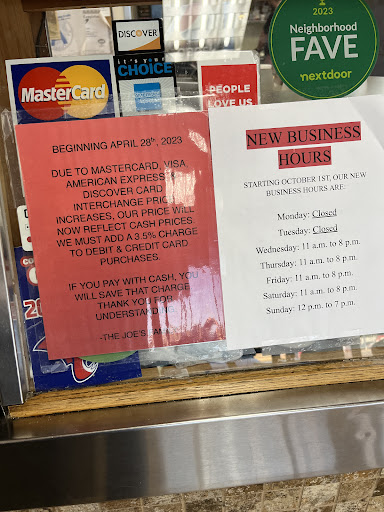 DISCOVER
IT'S YOUR
CHOICE
MasterCard
PEOPLE
LOVE US
2023
Neighborhood
FAVE
nextdoor
BEGINNING APRIL 28th, 2023
DUE TO MASTERCARD, VISA,
AMERICAN EXPRESS &
DISCOVER CARD
INTERCHANGE PRICE
INCREASES, OUR PRICE WILL
NOW REFLECT CASH PRICES.
WE MUST ADD A 3.5% CHARGE
TO DEBIT & CREDIT CARD
PURCHASES.
IF YOU PAY WITH CASH, YOU
WILL SAVE THAT CHARGE.
THANK YOU FOR
UNDERSTANDING
-THE JOE'S
NEW BUSINESS
HOURS
STARTING OCTOBER 1ST, OUR NEW
BUSINESS HOURS ARE:
Monday: Closed
Tuesday: Closed
Wednesday: 11 a.m. to 8 p.m.
Thursday: 11 a.m. to 8 p.m.
Friday: 11 a.m. to 8 p.m.
Saturday: 11 a.m. to 8 p.m.
Sunday: 12 p.m. to 7 p.m.